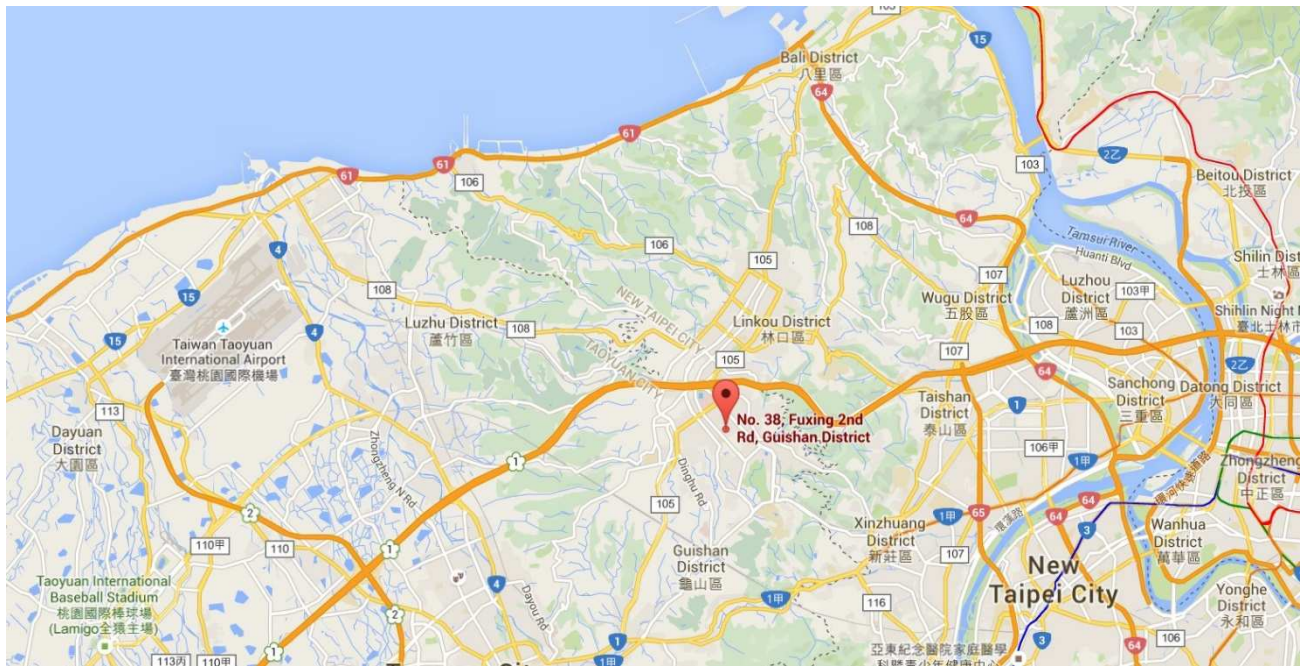 103
15
Bali District
八里區
64
61
2乙
103
Beitou District
北投區
61
61
106
108
64
106
105
Tamsui River
Huanti Blvd
Shilin Dist
士林區
4
15
108
NEW TAIPEI CITY
TAOYUAN CITY
107
Wugu District
五股區
Luzhou
District
蘆洲區
103甲
Shihlin Night M
臺北士林市
Luzhu District
蘆竹區
108
4
Linkou District
林口區
108
103
15
Taiwan Taoyuan
International Airport
臺灣桃園國際機場
105
107
64
2乙
Sanchong
District
三重區
Datong District
大同區
113
Dayuan
District
大園區
No. 38, Fuxing 2nd
Rd, Guishan District
Taishan
District
泰山區
1
106甲
Zhongzheng N Rd
1
Dinghu Rd
1甲
Zhongzheng
District
中正區
環河快速道路
105
2
1甲
65
環漢路
64
64
3
Xinzhuang
District
新莊區
Wanhua
District
萬華區
110甲
110
1
Guishan
District
龜山區
107
New
Taipei City
Taoyuan International
Baseball Stadium
桃園國際棒球場
(Lamigo全猿主場)
4
Dayou Rd
1甲
116
Yonghe
District
永和區
2
1
1
3
64
106
亞東紀念醫院家庭醫學
113丙
110甲